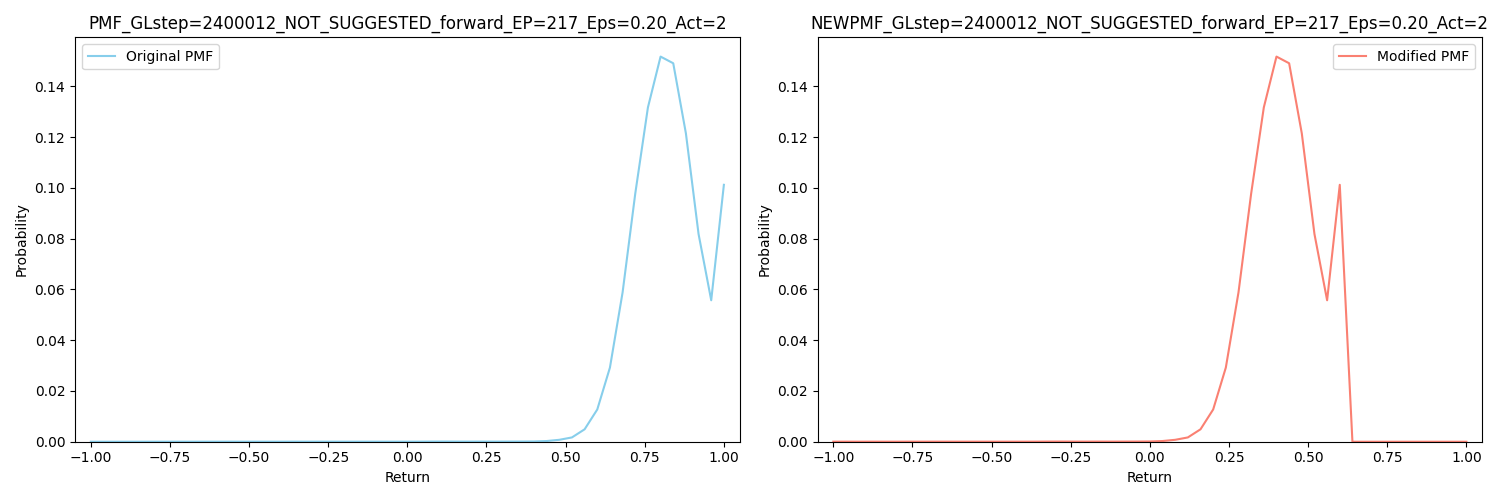 PMF_GLstep=2400012_NOT_SUGGESTED_forward_EP=217_Eps=0.20_Act=2
Original PMF
Probability
0.14
0.12
0.10
0.08
0.06
0.04
0.02
0.00
−1.00 −0.75 −0.50 −0.25 0.00 0.25 0.50 0.75 1.00
Return
NEWPMF_GLstep=2400012_NOT_SUGGESTED_forward_EP=217_Eps=0.20_Act=2
Modified PMF
Probability
0.14
0.12
0.10
0.08
0.06
0.04
0.02
0.00
−1.00 −0.75 −0.50 −0.25 0.00 0.25 0.50 0.75 1.00
Return